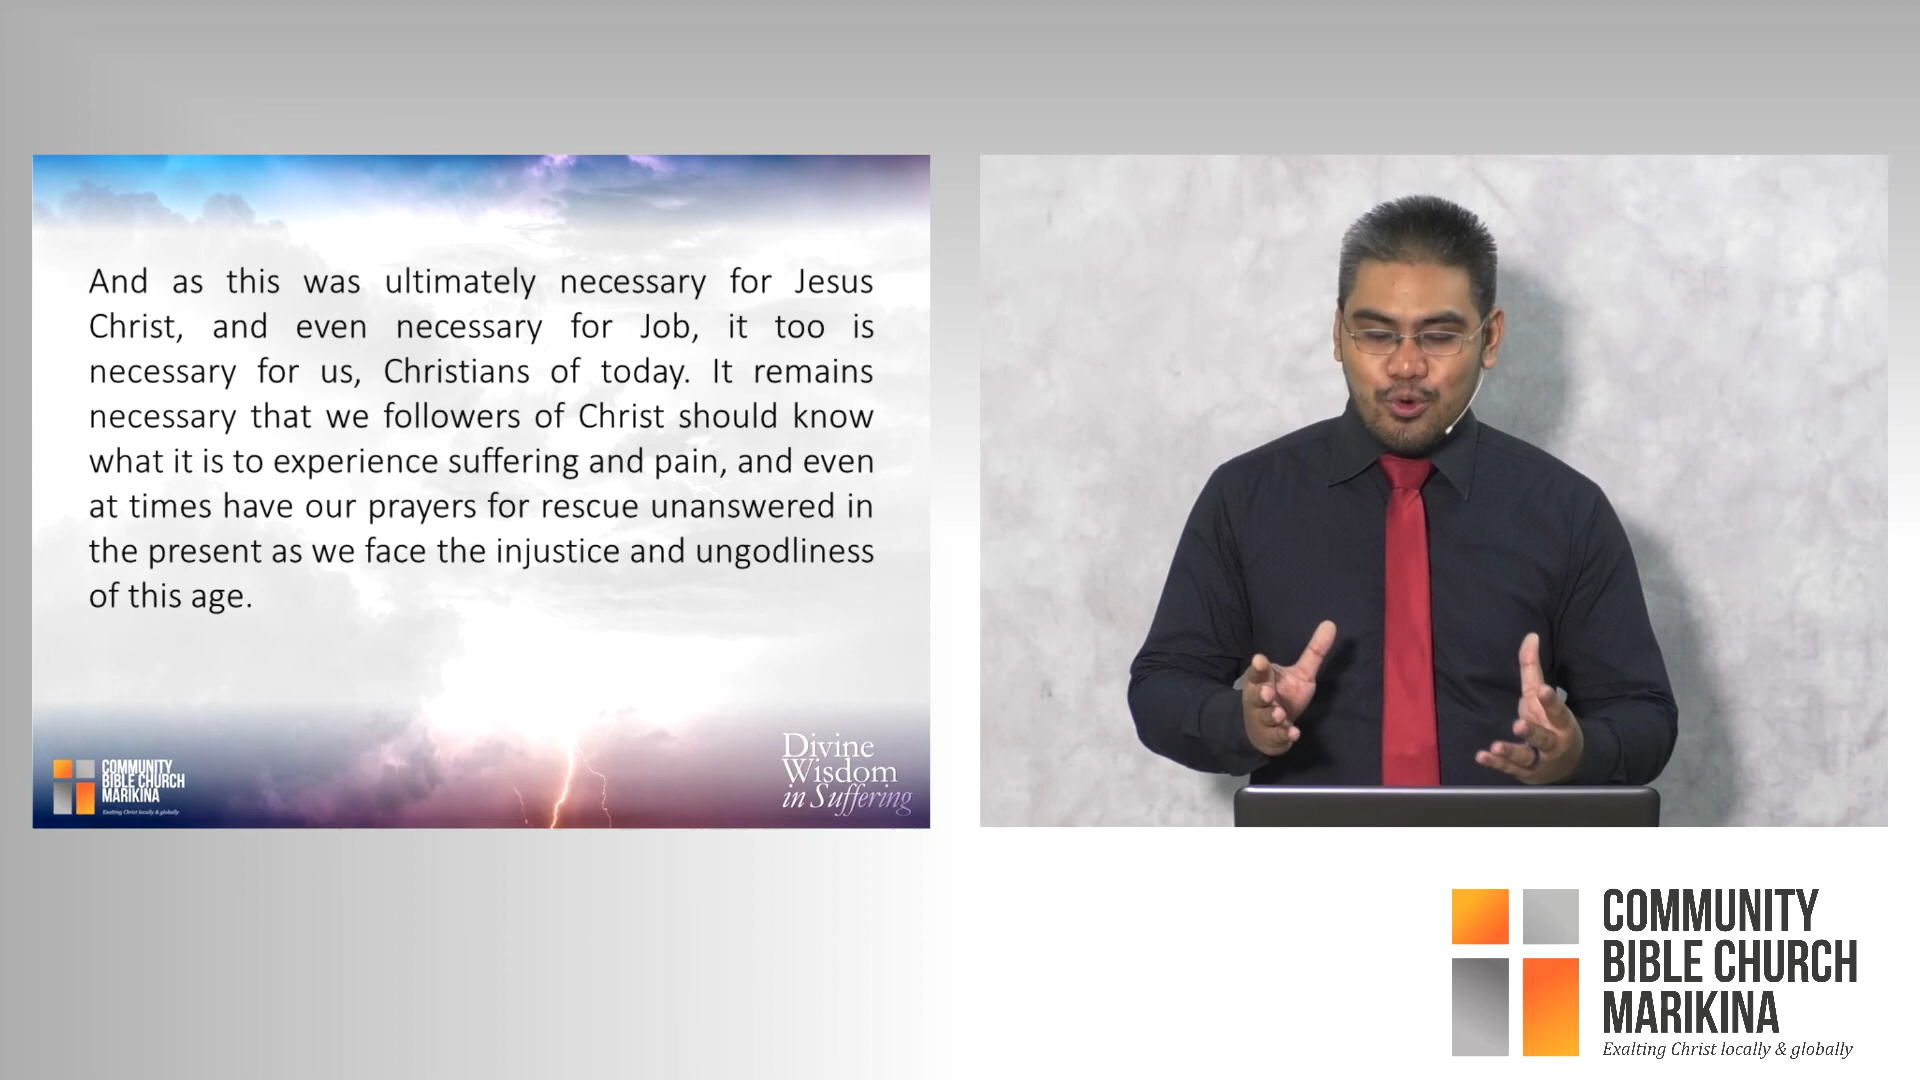 And as this was ultimately necessary for Jesus
Christ, and even necessary for Job, it too is
necessary for us, Christians of today. It remains
necessary that we followers of Christ should know
what it is to experience suffering and pain, and even
at times have our prayers for rescue unanswered in
the present as we face the injustice and ungodliness
of this age.
COMMUNITY
BIBLE CHURCH
MARIKINA
Exalting Christ locally & globally
Divine
Wisdom
in Suffering
COMMUNITY
BIBLE CHURCH
MARIKINA
Exalting Christ locally & globally